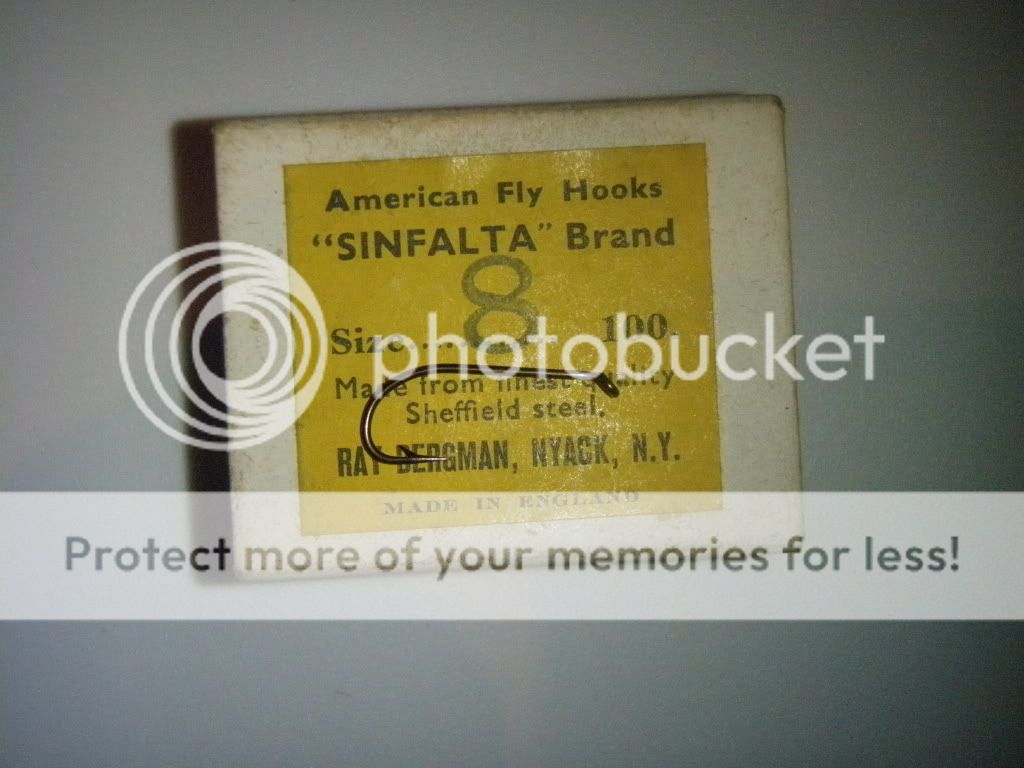 American Fly Hooks
"SINFALTA" Brand
Size .. 8 100.
Made from finest quality
Sheffield steel.
RAY BERGMAN, NYACK, N.Y.
MADE IN ENGLAND
photobucket
Protect more of your memories for less!